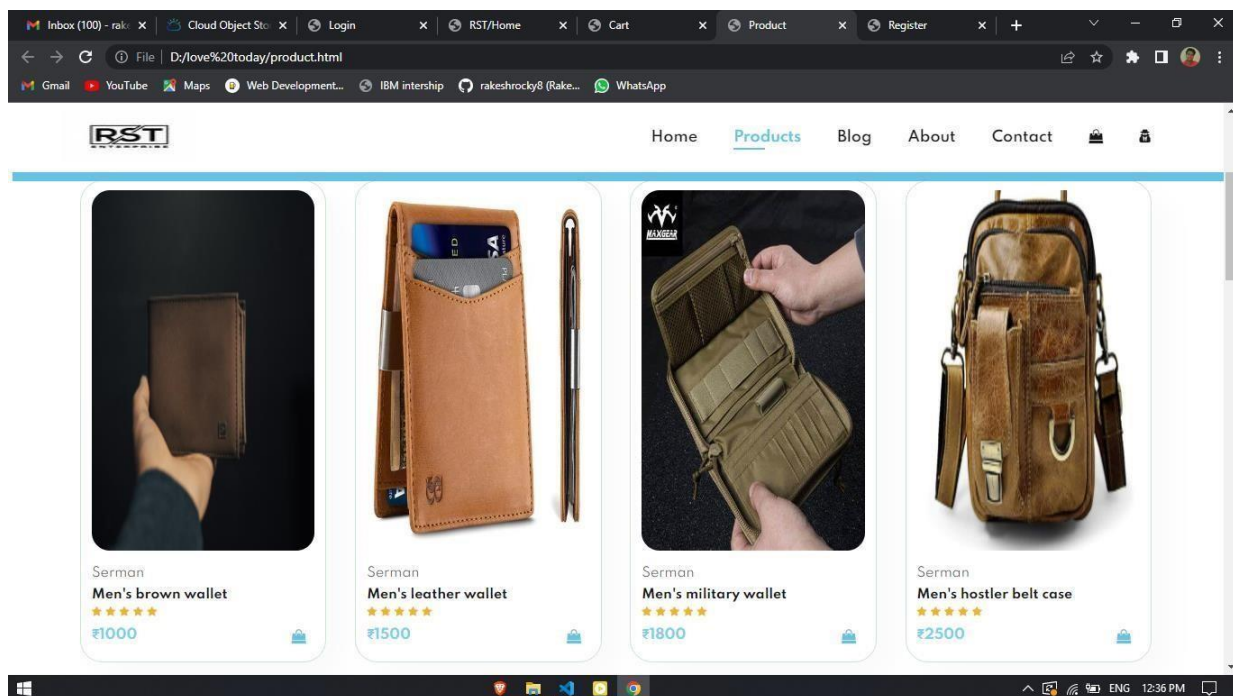 Inbox (100) - rak
Cloud Object Sto
Login
RST/Home
Cart
Product
Register
File
D:/love%20today/product.html
Gmail
YouTube
Maps
Web Development...
IBM intership
rakeshrocky8 (Rake...
WhatsApp
RST
ENTERPRISE
Home
Products
Blog
About
Contact
MAXGEAR
Serman
Men's brown wallet
₹1000
Serman
Men's leather wallet
₹1500
Serman
Men's military wallet
₹1800
Serman
Men's hostler belt case
₹2500
ENG
12:36 PM